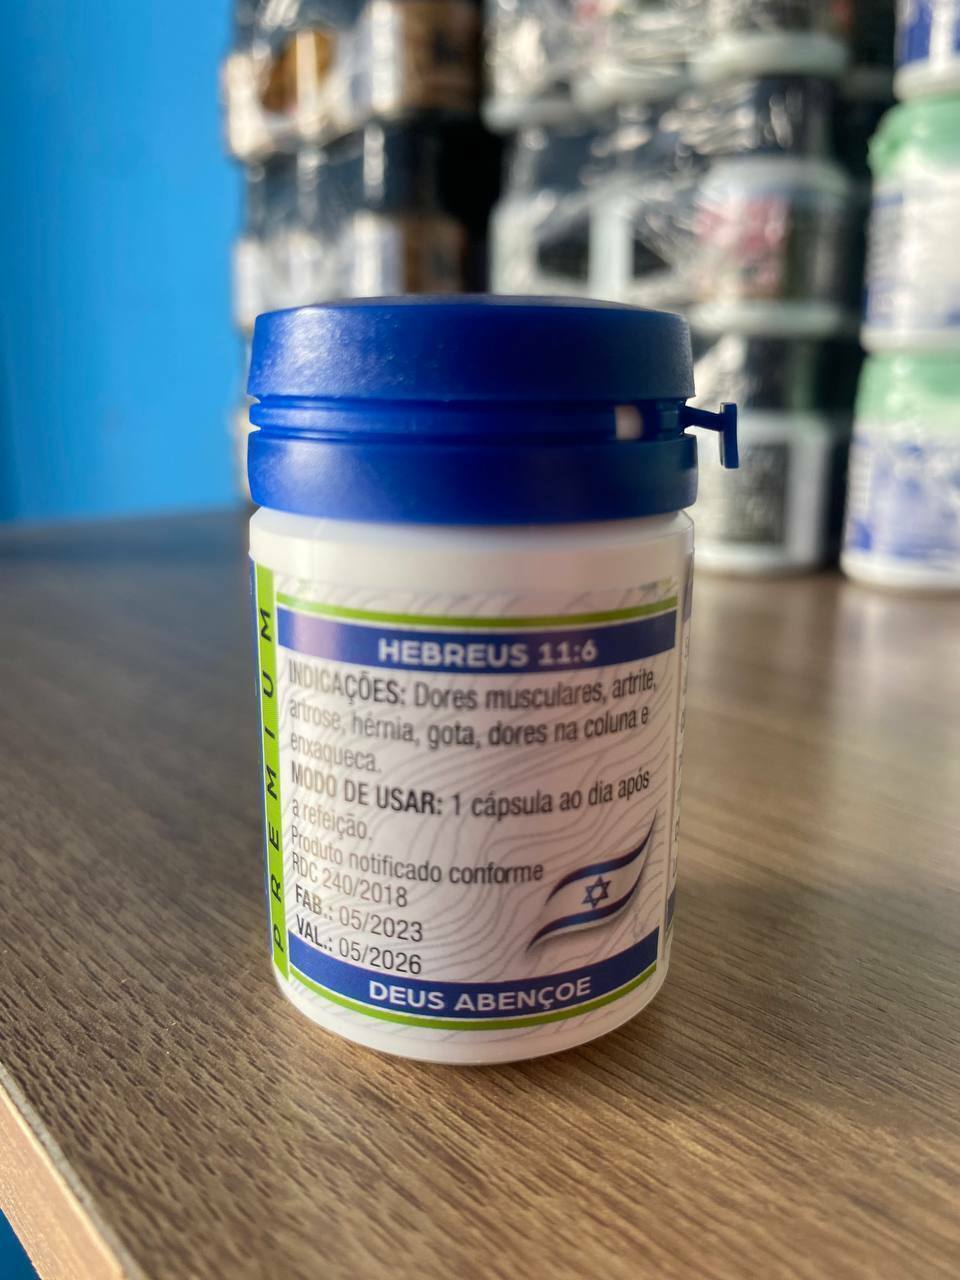 PREMIUM
HEBREUS 11:6
INDICAÇÕES: Dores musculares, artrite,
artrose, hérnia, gota, dores na coluna e
enxaqueca.
MODO DE USAR: 1 cápsula ao dia após
a refeição.
Produto notificado conforme
RDC 240/2018
FAB.: 05/2023
VAL.: 05/2026
DEUS ABENÇOE